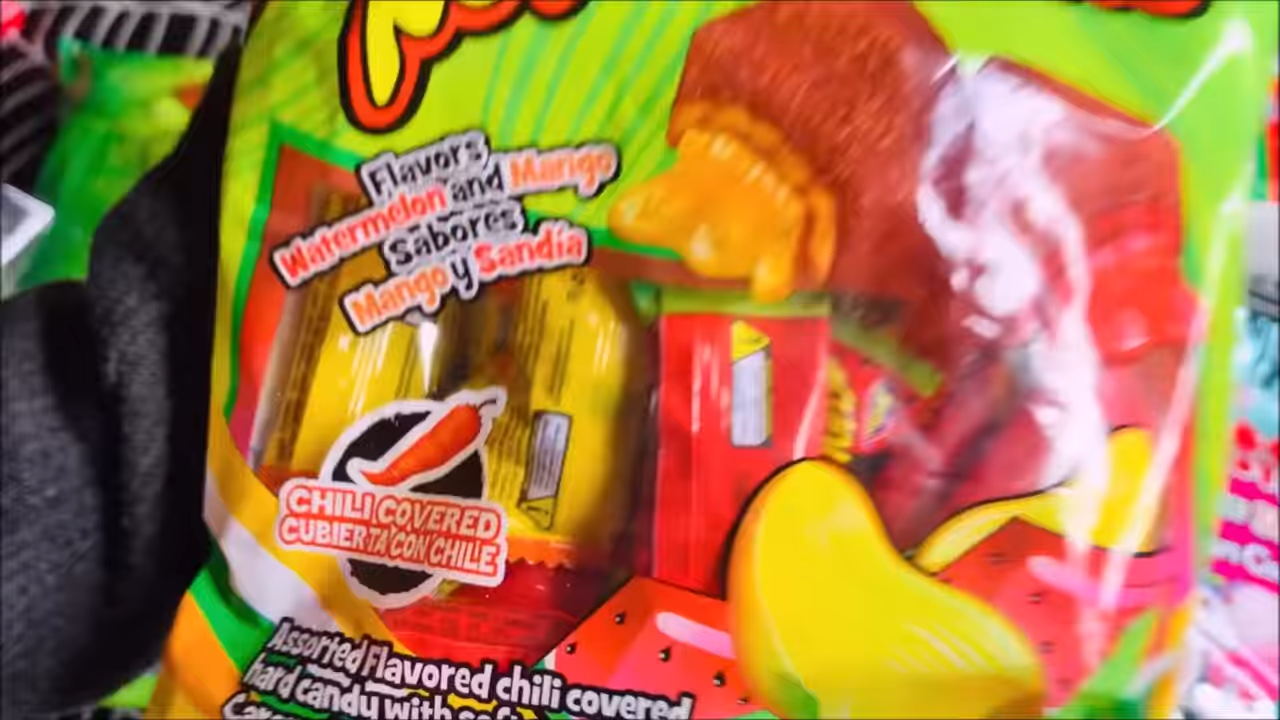 Flavors
Watermelon and Mango
Sabores
Mango y Sandía
CHILI COVERED
CUBIERTA CON CHILE
Assorted Flavored chili covered
hard candy with soft